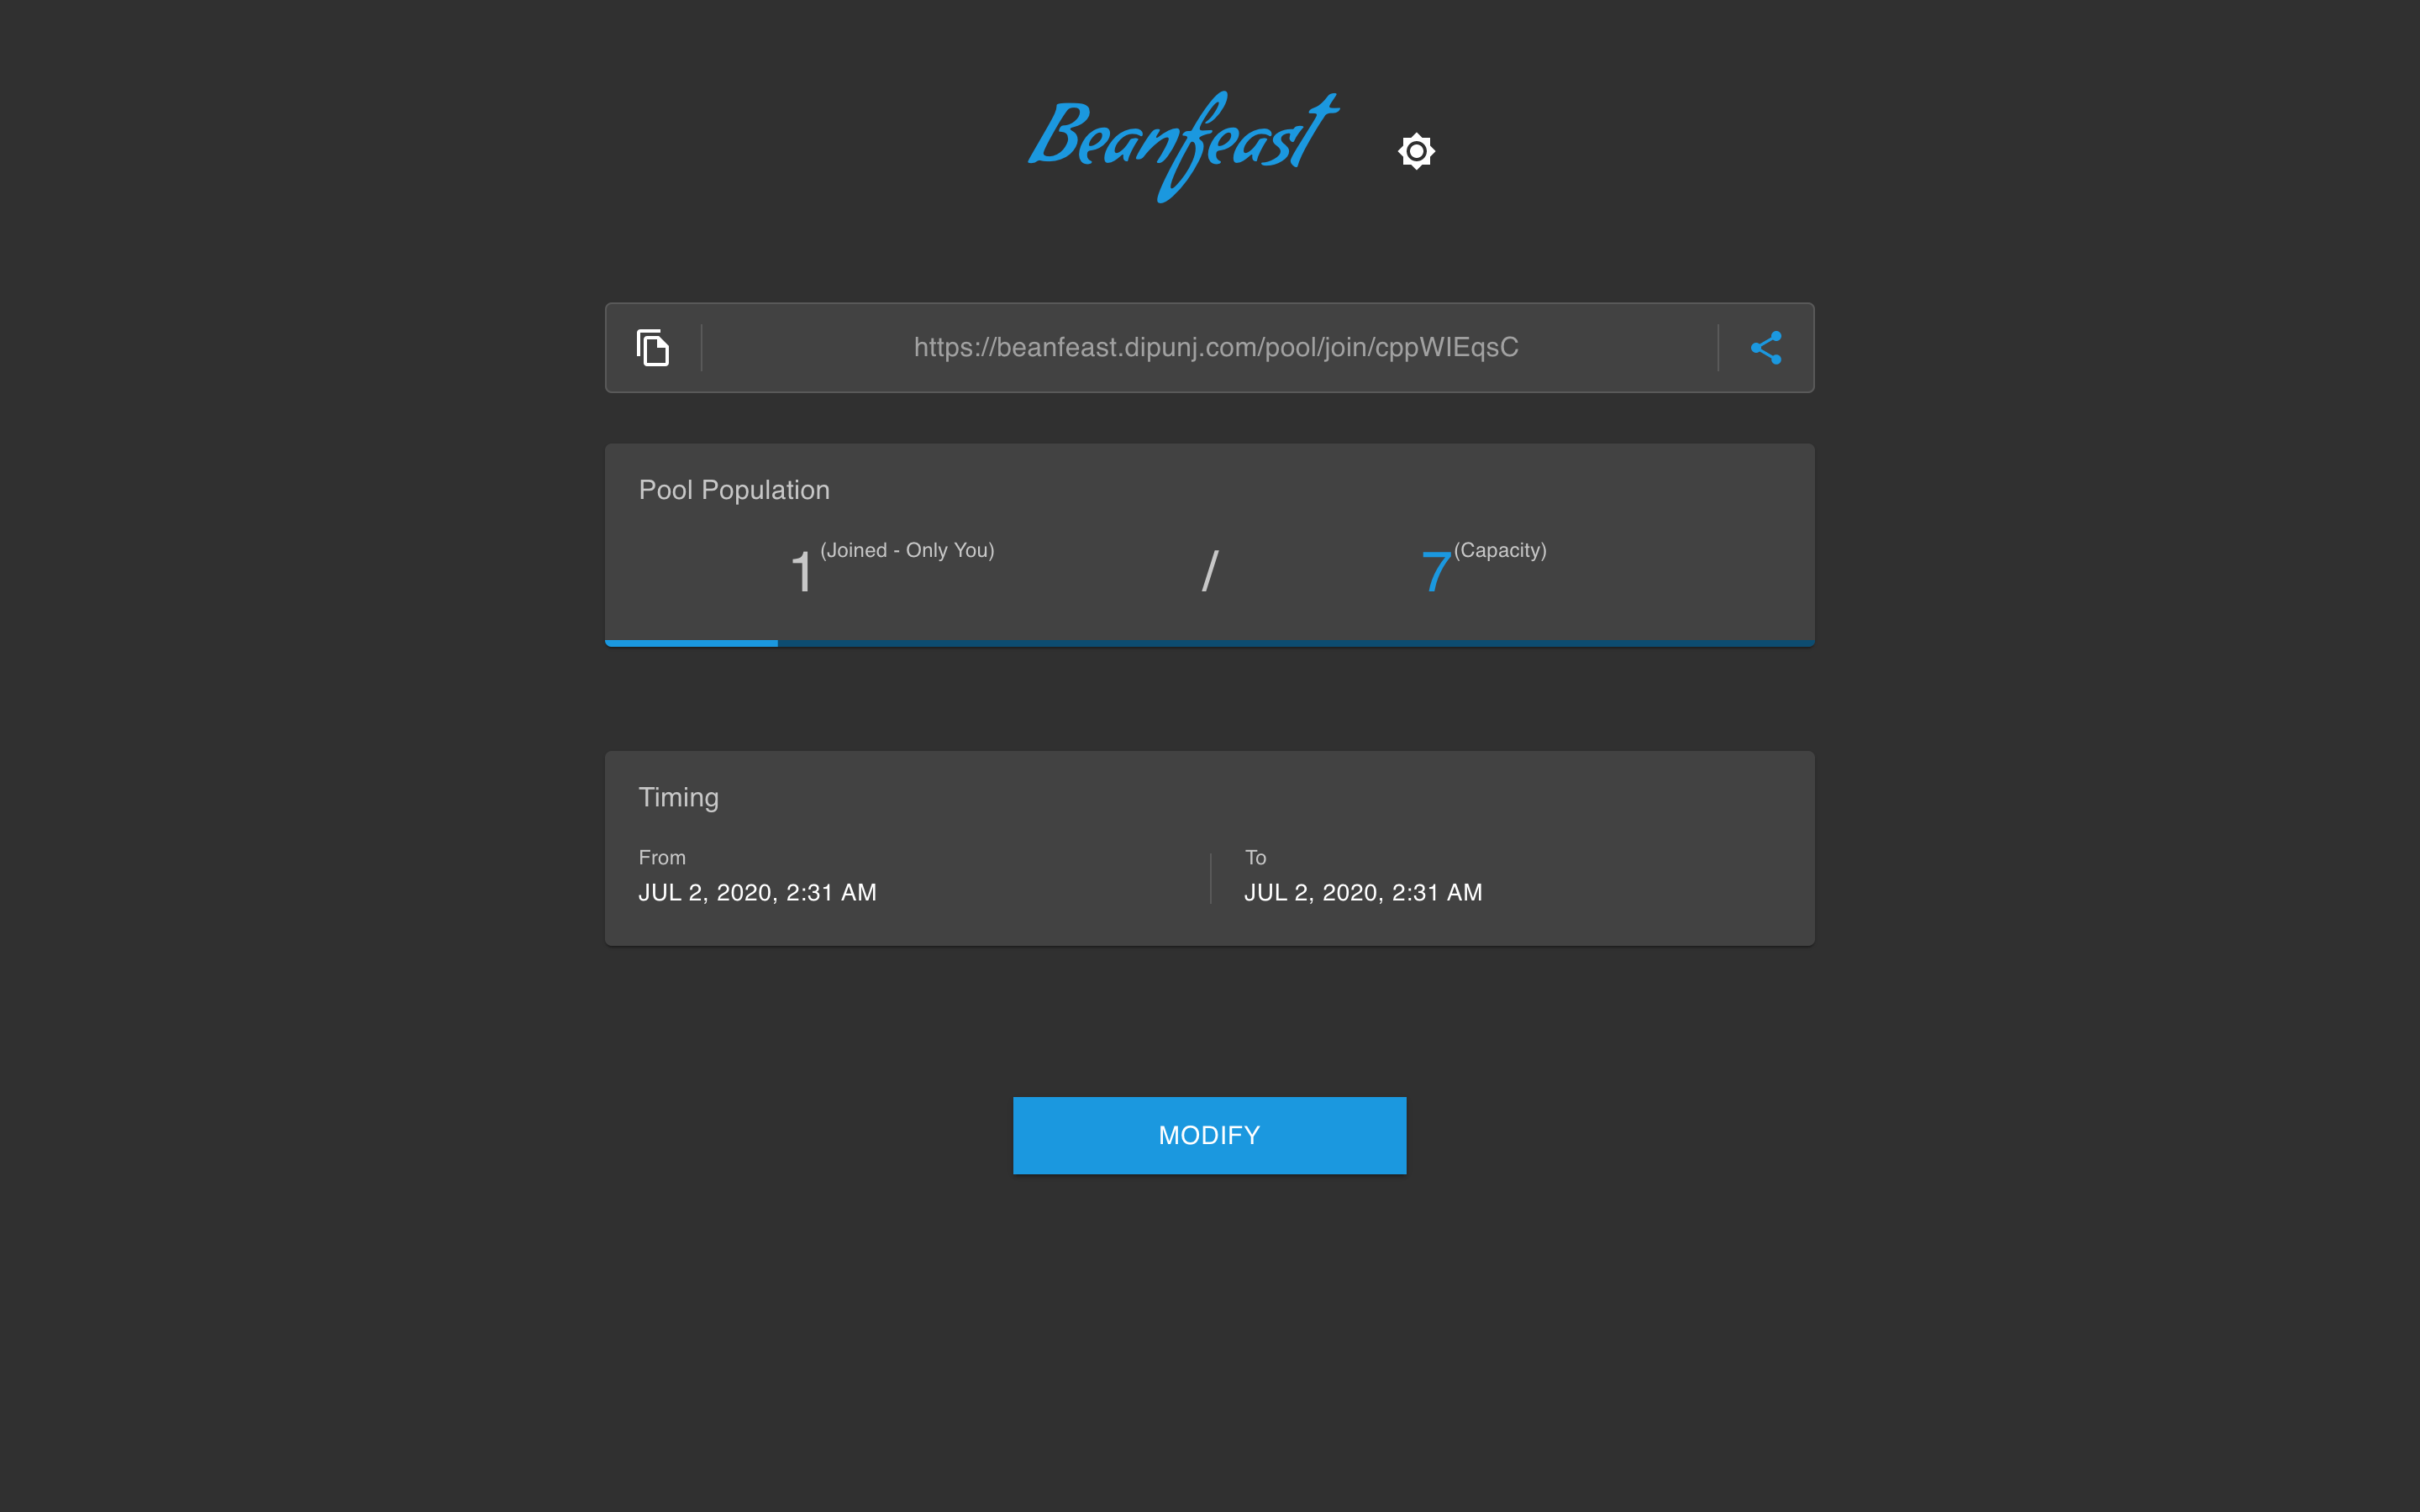 Beanfeast
https://beanfeast.dipunj.com/pool/join/cppWIEqsC
Pool Population
1 (Joined - Only You) / 7 (Capacity)
Timing
From To
JUL 2, 2020, 2:31 AM JUL 2, 2020, 2:31 AM
MODIFY